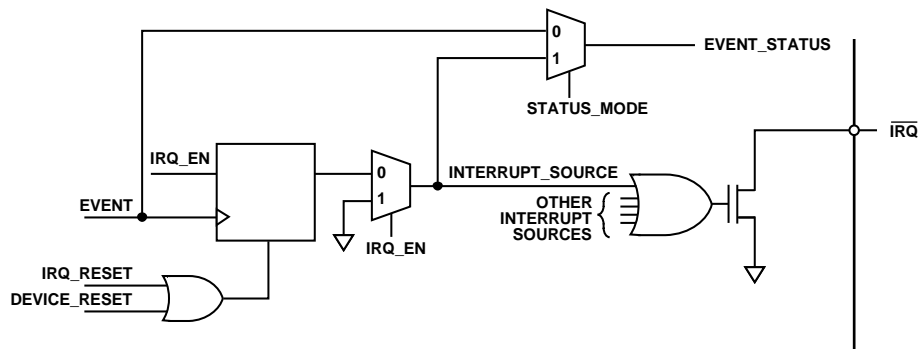 0
1
EVENT_STATUS
STATUS_MODE
IRQ
IRQ_EN
0
1
INTERRUPT_SOURCE
EVENT
OTHER
INTERRUPT
SOURCES
IRQ_EN
IRQ_RESET
DEVICE_RESET